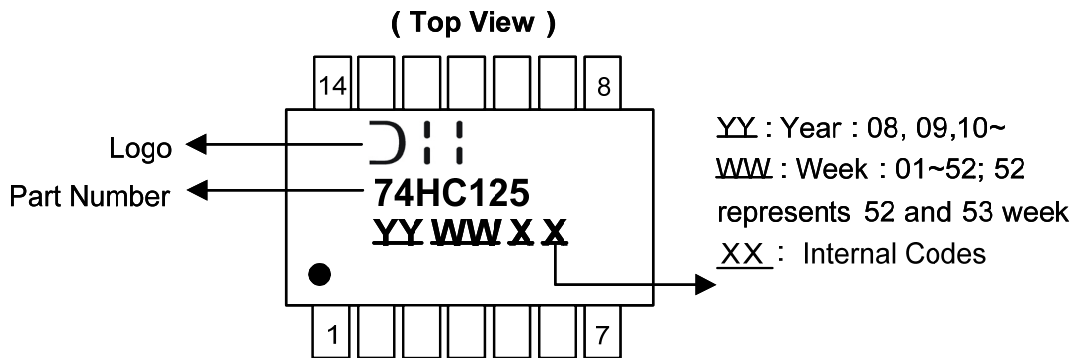 ( Top View )
14
8
Logo
74HC125
Part Number
YY WW X X
1
7
YY : Year : 08, 09,10~
WW : Week : 01~52; 52
represents 52 and 53 week
XX : Internal Codes